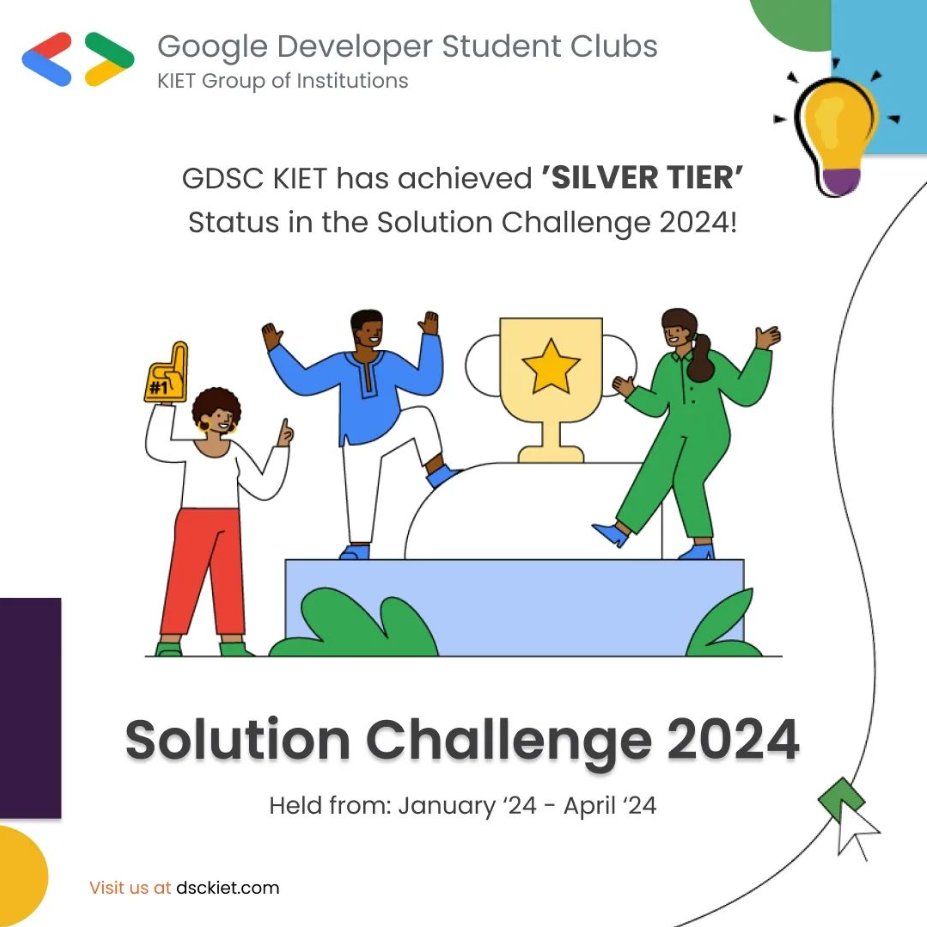 Google Developer Student Clubs
KIET Group of Institutions
GDSC KIET has achieved ’SILVER TIER’
Status in the Solution Challenge 2024!
#1
Solution Challenge 2024
Held from: January ‘24 - April ‘24
Visit us at dsckiet.com